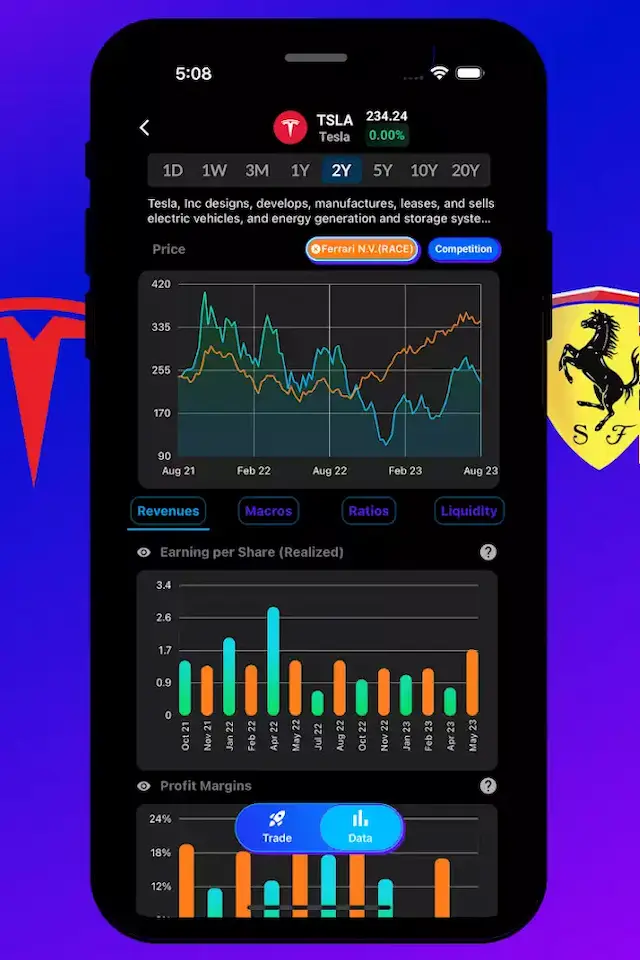 5:08
TSLA 234.24
Tesla 0.00%
1D 1W 3M 1Y 2Y 5Y 10Y 20Y
Tesla, Inc designs, develops, manufactures, leases, and sells
electric vehicles, and energy generation and storage syste...
Price Ferrari N.V.(RACE) Competition
420
335
255
170
90
Aug 21 Feb 22 Aug 22 Feb 23 Aug 23
S F
Revenues Macros Ratios Liquidity
Earning per Share (Realized) ?
3.4
2.6
1.7
0.9
0
Oct 21 Nov 21 Jan 22 Feb 22 Apr 22 May 22 Jul 22 Aug 22 Oct 22 Nov 22 Jan 23 Feb 23 Apr 23 May 23
Profit Margins ?
24%
Trade Data
18%
12%